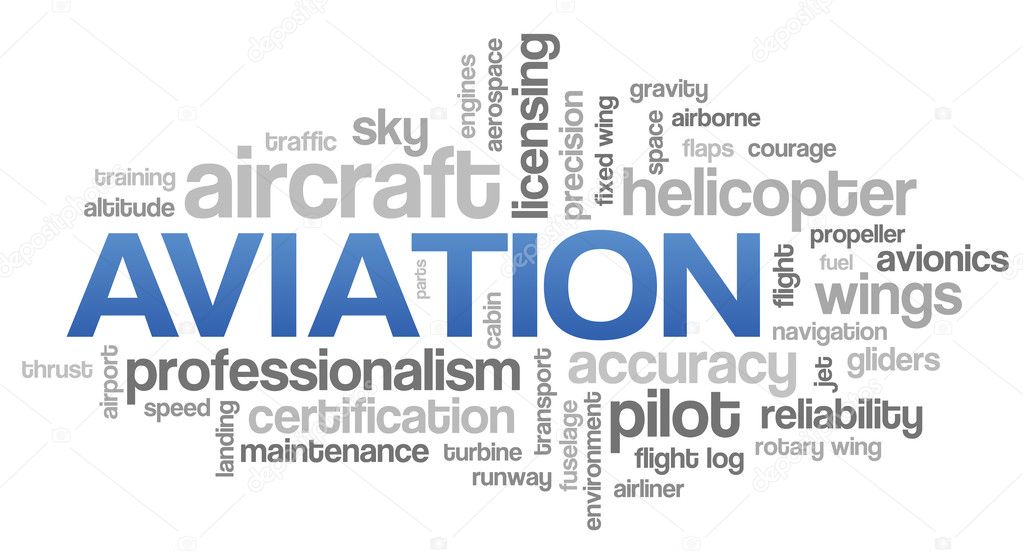 engines
aerospace
licensing
precision
fixed wing
gravity
space
airborne
traffic
sky
flaps
courage
training
aircraft
helicopter
altitude
AVIATION
parts
cabin
flight
propeller
fuel
avionics
wings
navigation
thrust
airport
professionalism
transport
accuracy
jet
gliders
speed
landing
certification
fuselage
environment
pilot
reliability
maintenance
turbine
rotary wing
flight log
runway
airliner
depositphotos